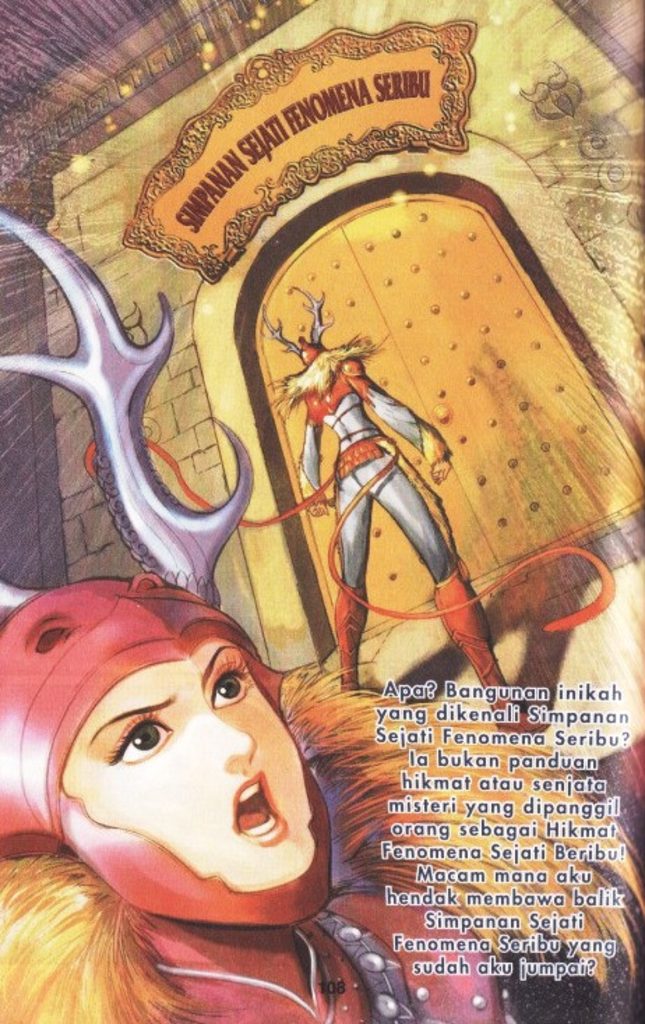 SIMPANAN SEJATI FENOMENA SERIBU
Apa? Bangunan inikah
yang dikenali Simpanan
Sejati Fenomena Seribu?
Ia bukan panduan
hikmat atau senjata
misteri yang dipanggil
orang sebagai Hikmat
Fenomena Sejati Beribu!
Macam mana aku
hendak membawa balik
Simpanan Sejati
Fenomena Seribu yang
sudah aku jumpai?
108